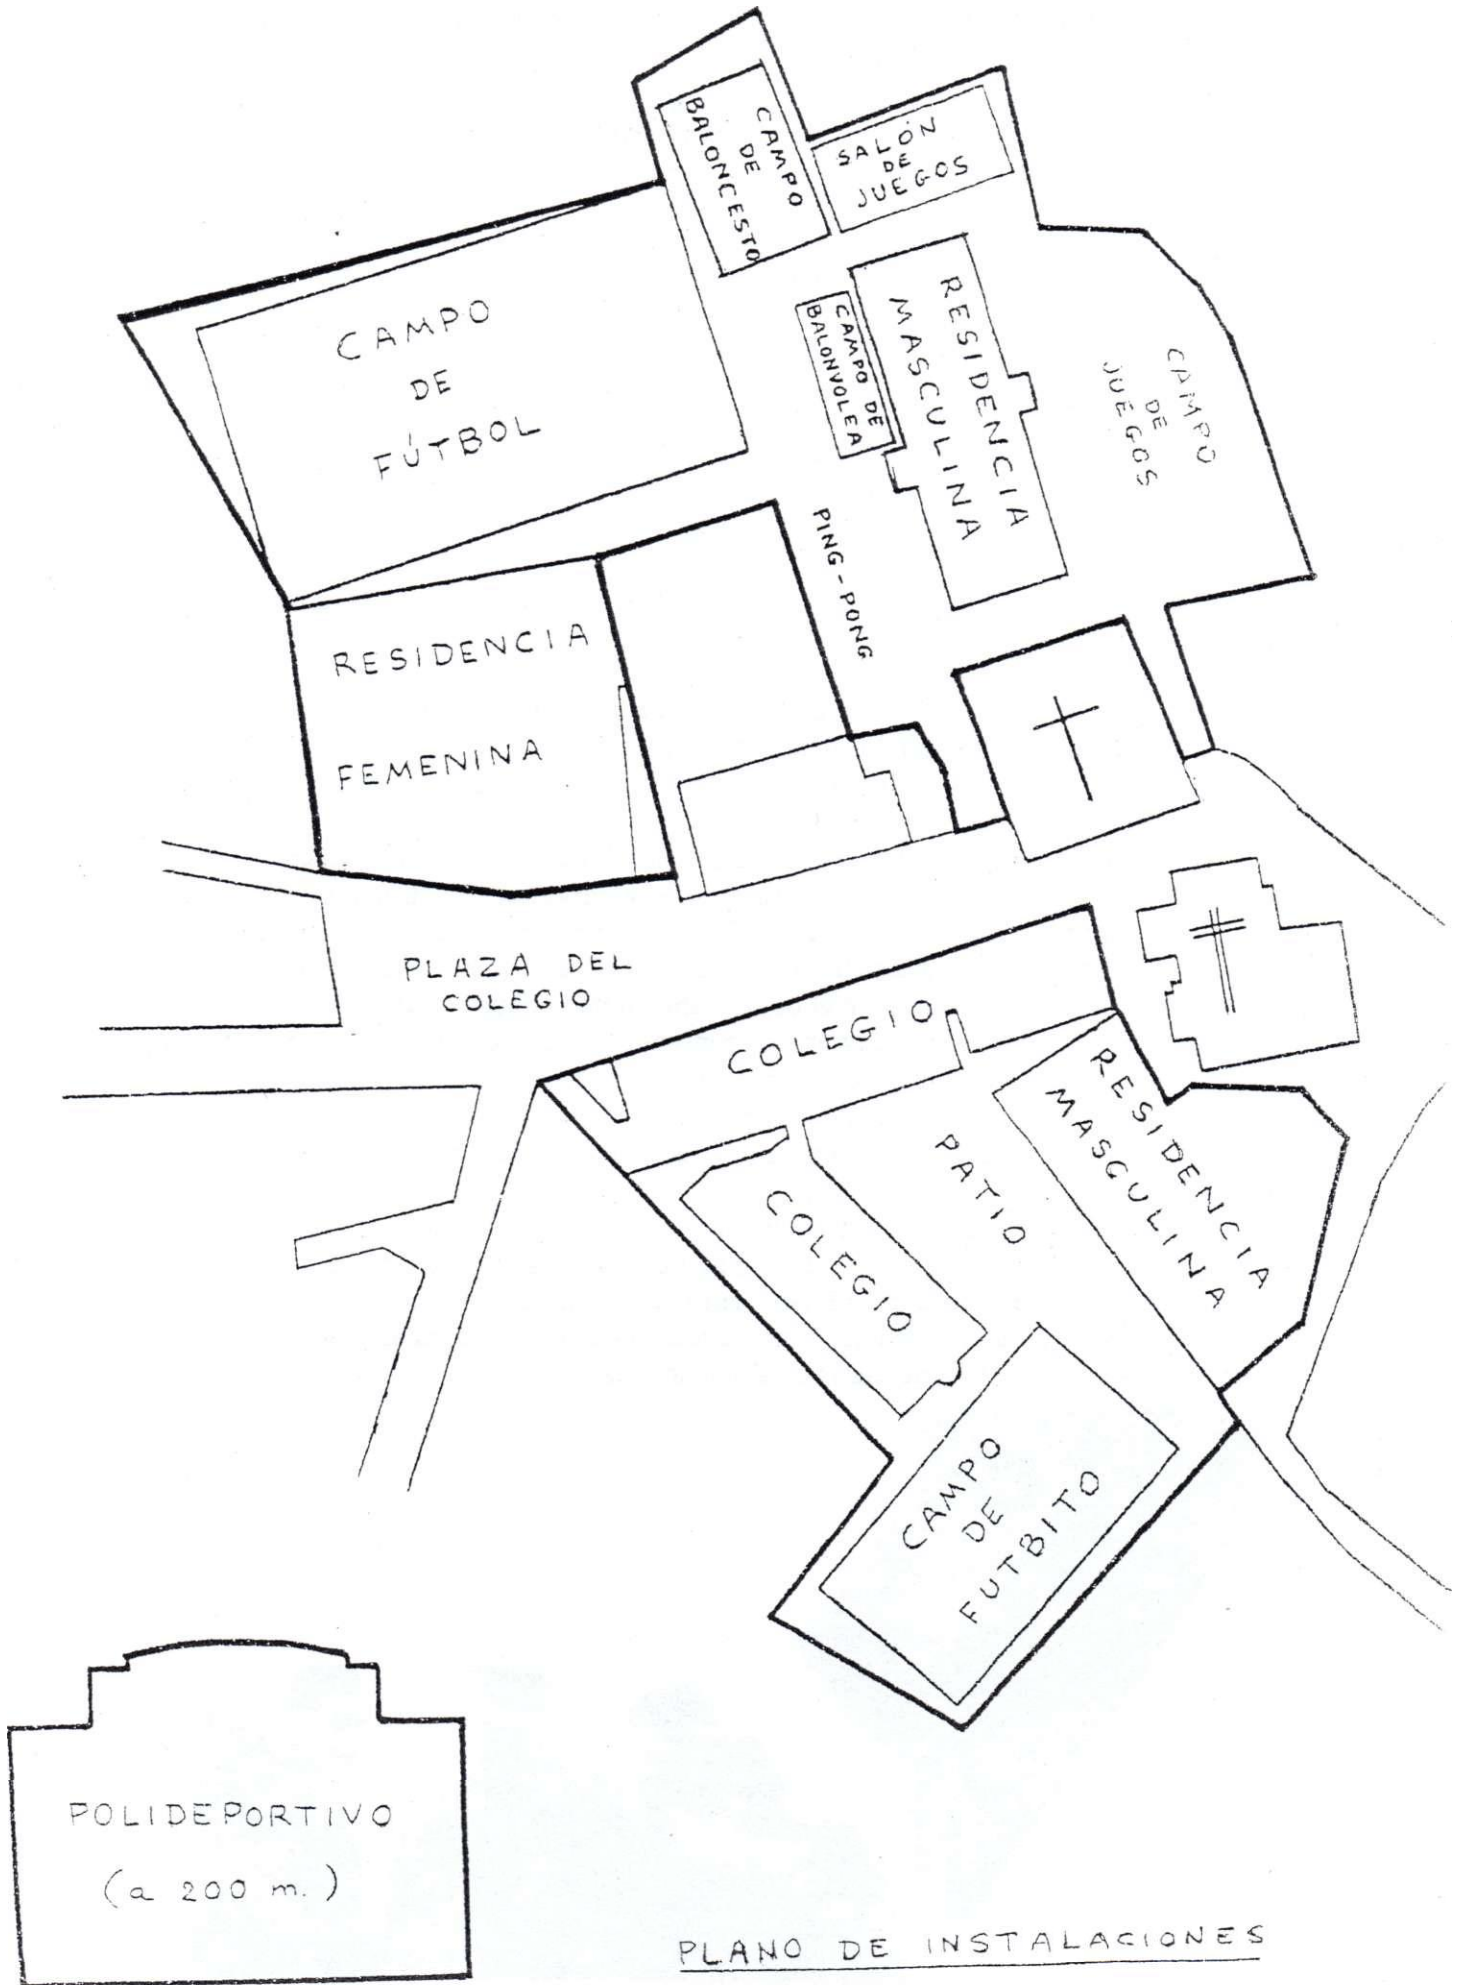 CAMPO
DE
BALONCESTO
SALÓN
DE
JUEGOS
CAMPO
DE
FÚTBOL
CAMPO DE
BALONVOLEA
RESIDENCIA
MASCULINA
CAMPO
DE
JUEGOS
PING-PONG
RESIDENCIA
FEMENINA
PLAZA DEL
COLEGIO
COLEGIO
RESIDENCIA
MASCULINA
PATIO
COLEGIO
CAMPO
DE
FUTBITO
POLIDEPORTIVO
(a 200 m.)
PLANO DE INSTALACIONES